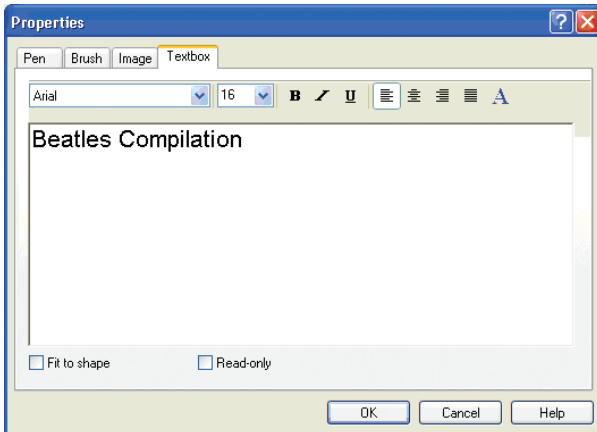 Properties
Pen Brush Image Textbox
Arial 16 B I U A
Beatles Compilation
Fit to shape Read-only
OK Cancel Help